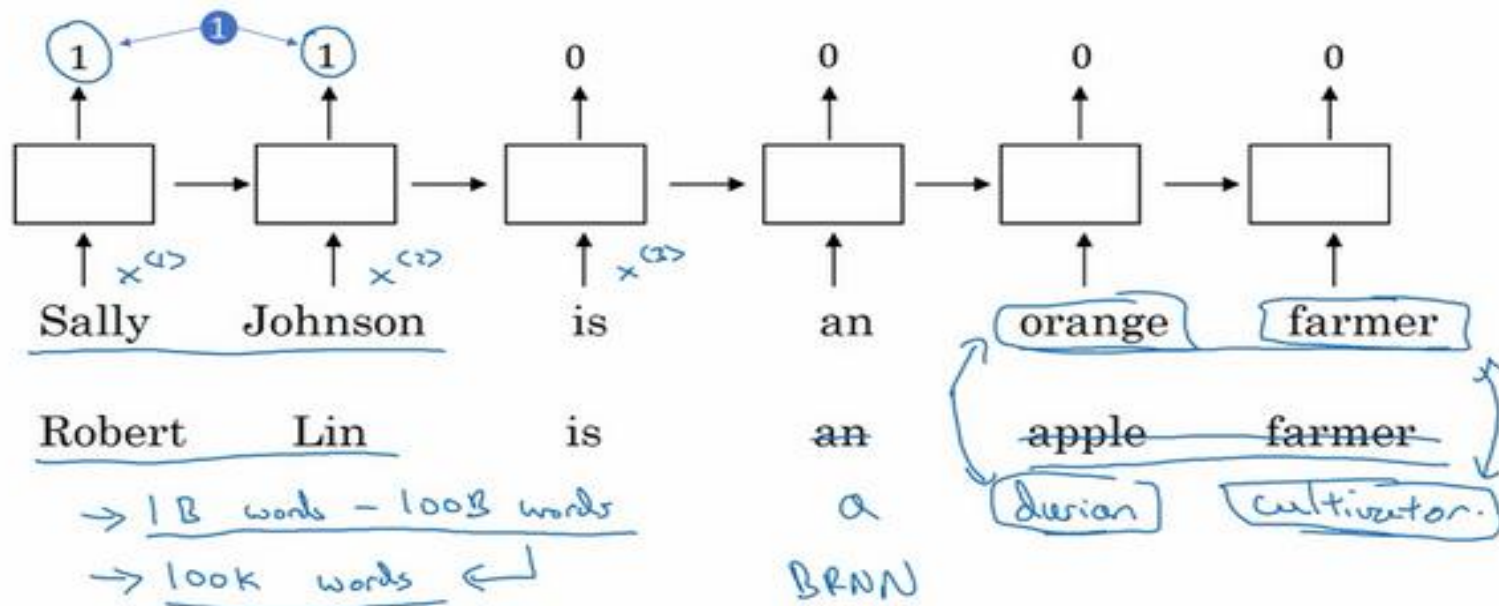 1
1 1 0 0 0 0
x<1> x<2> x<3>
Sally Johnson is an orange farmer
Robert Lin is an apple farmer
→ 1B words - 100B words a durian cultivator.
→ 100k words BRNN